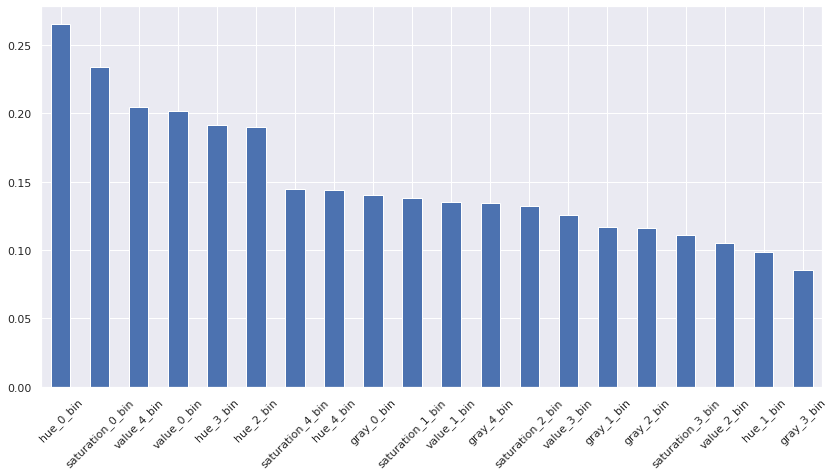 0.25
0.20
0.15
0.10
0.05
0.00
hue_0_bin
saturation_0_bin
value_4_bin
value_0_bin
hue_3_bin
hue_2_bin
saturation_4_bin
hue_4_bin
gray_0_bin
saturation_1_bin
value_1_bin
gray_4_bin
saturation_2_bin
value_3_bin
gray_1_bin
gray_2_bin
saturation_3_bin
value_2_bin
hue_1_bin
gray_3_bin